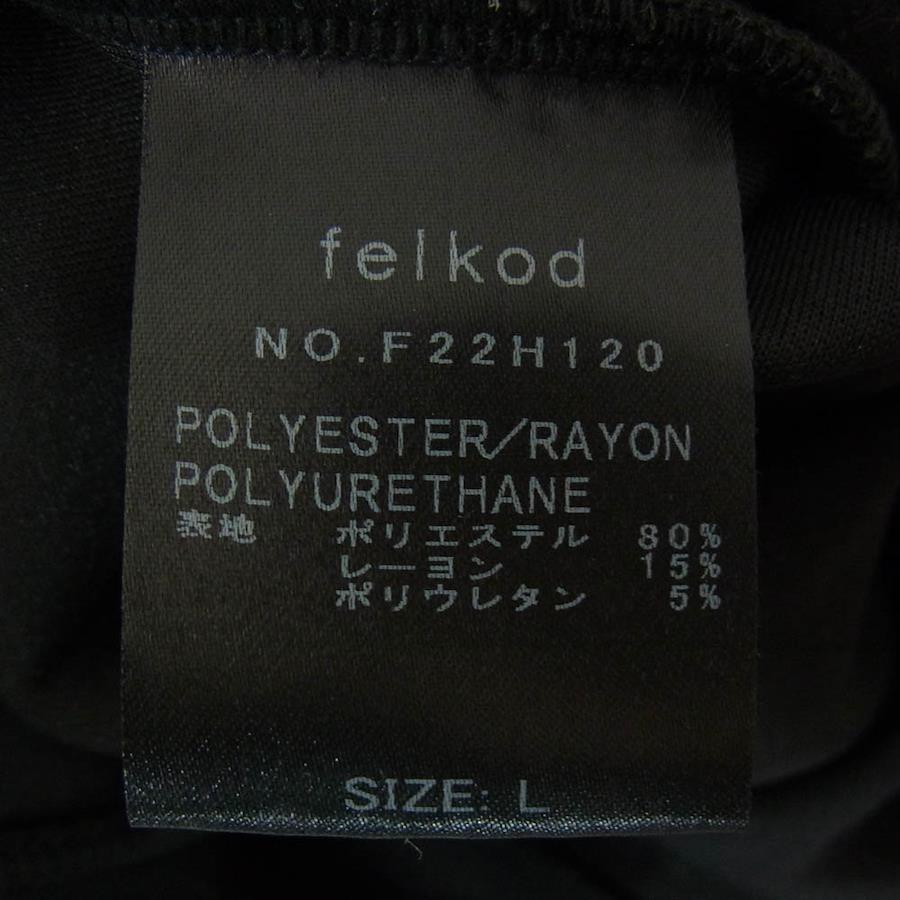 felkod
NO.F22H120
POLYESTER/RAYON
POLYURETHANE
表地 ポリエステル 80%
レーヨン 15%
ポリウレタン 5%
SIZE: L